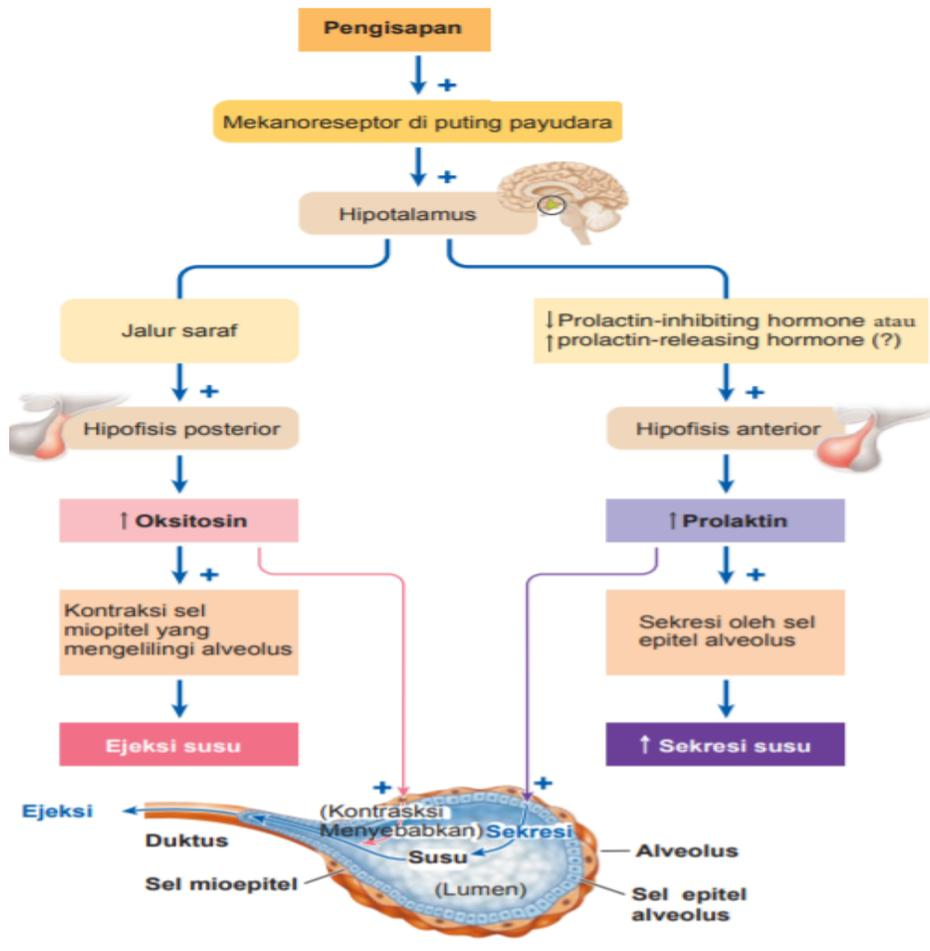 Pengisapan
+
Mekanoreseptor di puting payudara
+
Hipotalamus
Jalur saraf
↓Prolactin-inhibiting hormone atau
↑prolactin-releasing hormone (?)
+
+
Hipofisis posterior
Hipofisis anterior
↑ Oksitosin
↑ Prolaktin
+
+
Kontraksi sel
miopitel yang
mengelilingi alveolus
Sekresi oleh sel
epitel alveolus
Ejeksi susu
↑ Sekresi susu
+
+
Ejeksi
(Kontrasksi
Menyebabkan)
Sekresi
Duktus
Susu
Alveolus
Sel mioepitel
(Lumen)
Sel epitel
alveolus